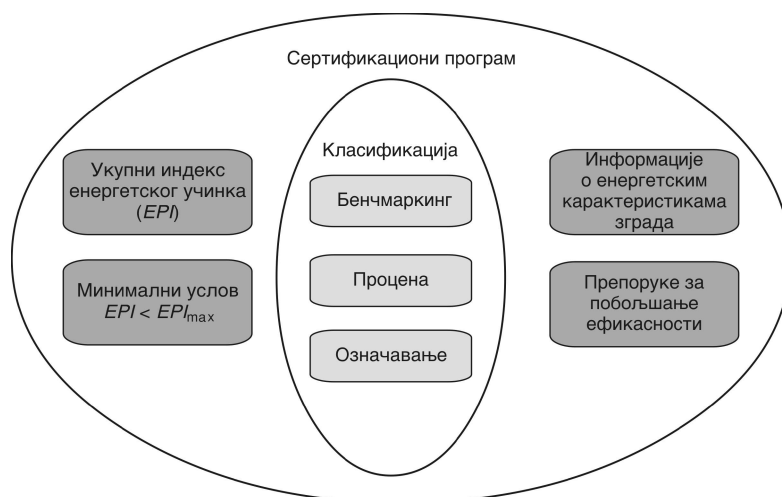 Сертификациони програм
Укупни индекс
енергетског учинка
(EPI)
Минимални услов
EPI < EPImax
Класификација
Бенчмаркинг
Процена
Означавање
Информације
о енергетским
карактеристикама
зграда
Препоруке за
побољшање
ефикасности